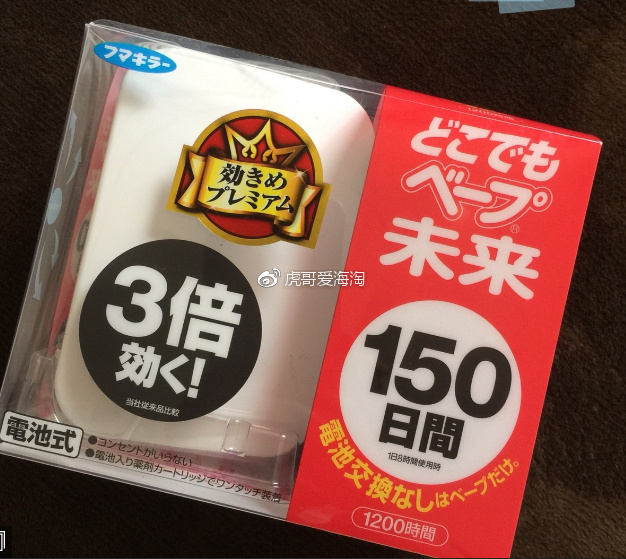 フマキラー
効きめ
プレミアム
3倍
効く!
当社従来品比較
電池式
●コンセントがいらない
●電池入り薬剤カートリッジでワンタッチ装着
どこでも
ベープ®
未来
150
日間
1日8時間使用時
電池交換なしはベープだけ。
1200時間
虎哥爱海淘